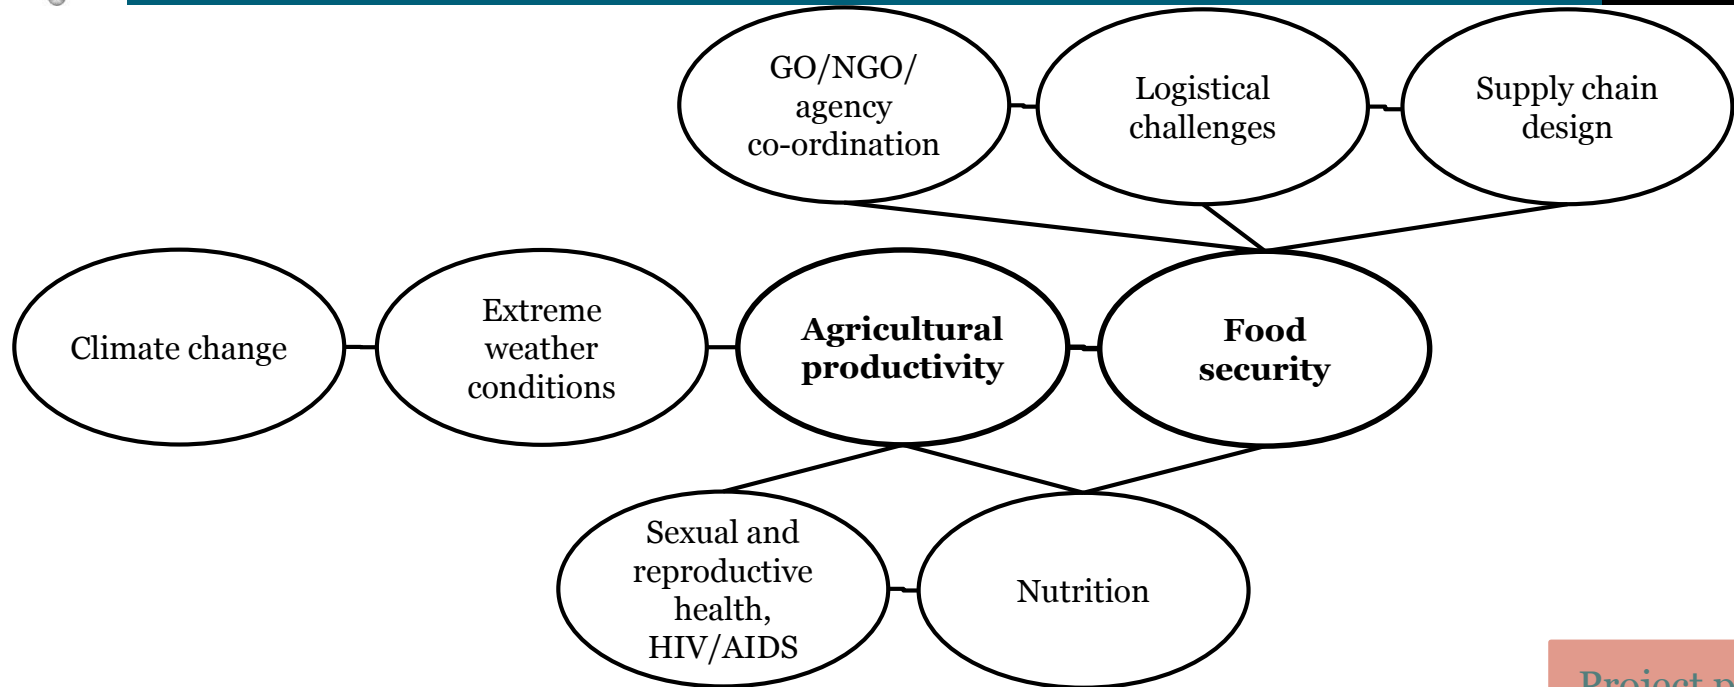 GO/NGO/
agency
co-ordination
Logistical
challenges
Supply chain
design
Climate change
Extreme
weather
conditions
Agricultural
productivity
Food
security
Sexual and
reproductive
health,
HIV/AIDS
Nutrition
Project